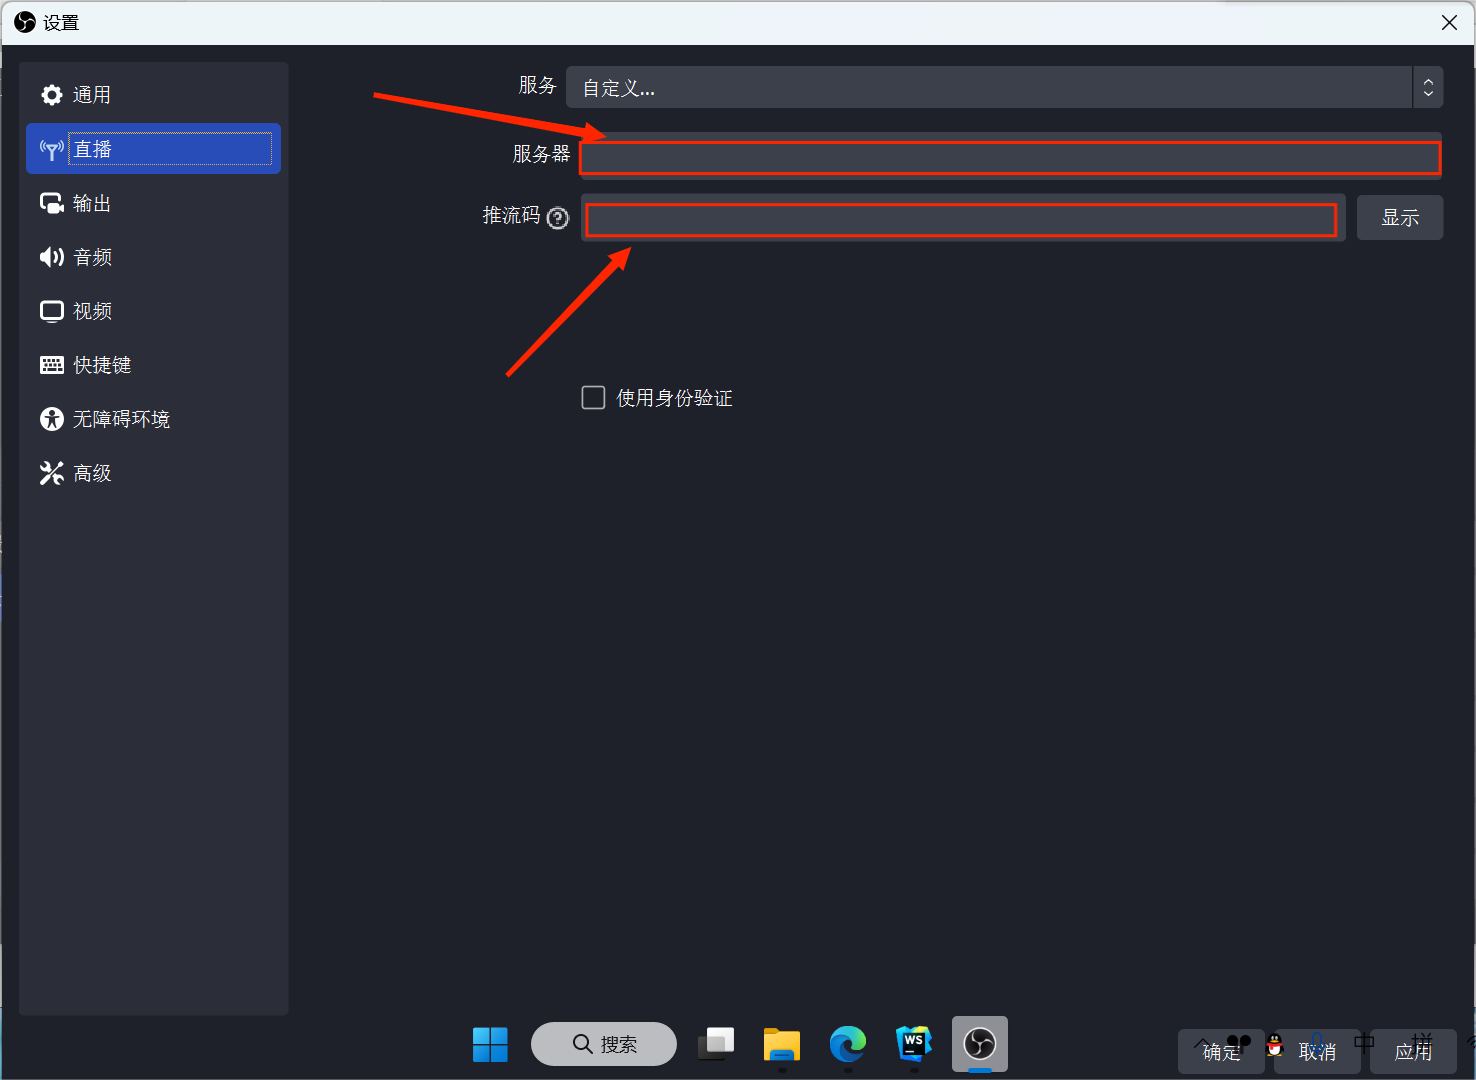 设置
通用
直播
输出
音频
视频
快捷键
无障碍环境
高级
服务
自定义...
服务器
推流码
显示
使用身份验证
搜索
WS
确定
取消
应用
中
拼